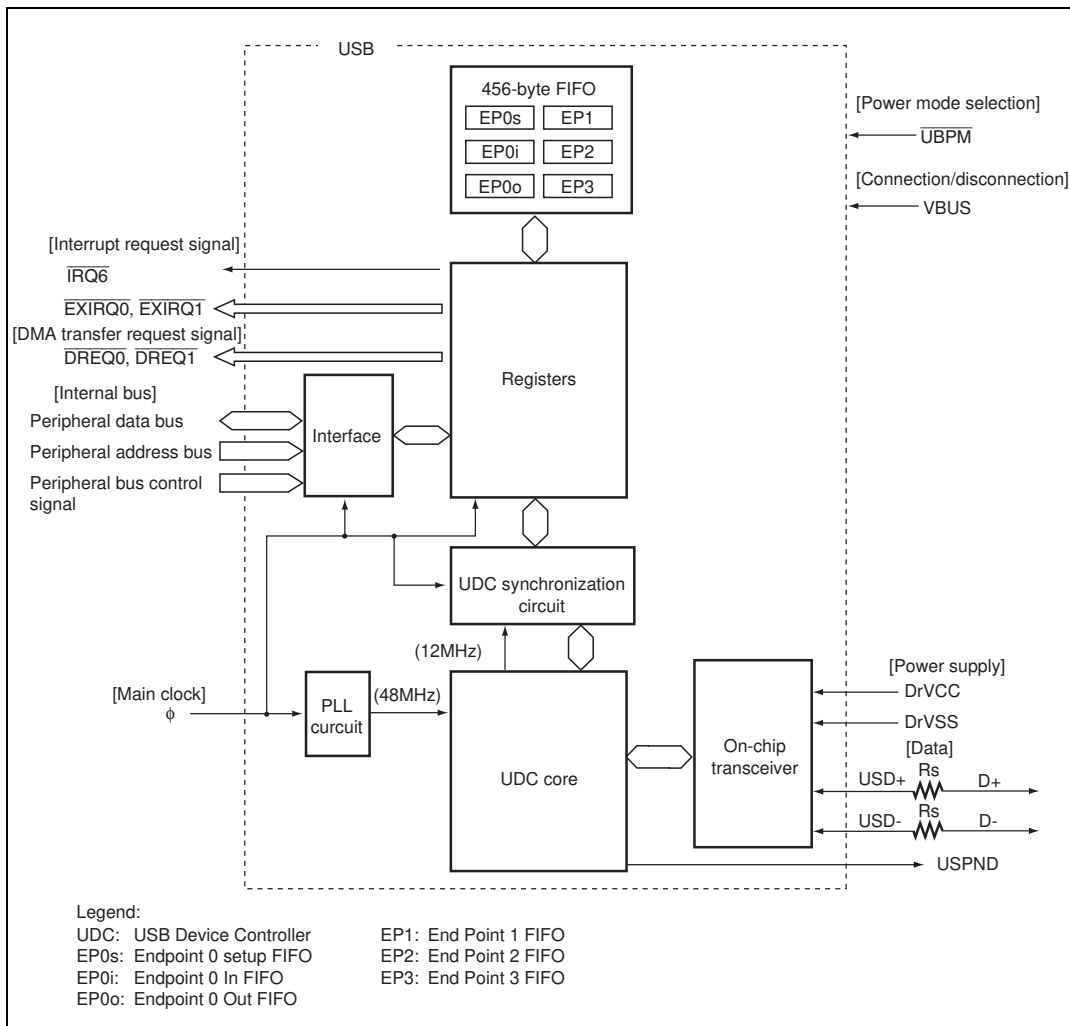 USB
456-byte FIFO
EP0s EP1
EP0i EP2
EP0o EP3
[Power mode selection]
UBPM
[Connection/disconnection]
VBUS
[Interrupt request signal]
IRQ6
EXIRQ0, EXIRQ1
[DMA transfer request signal]
DREQ0, DREQ1
[Internal bus]
Peripheral data bus
Peripheral address bus
Peripheral bus control
signal
Interface
Registers
UDC synchronization
circuit
(12MHz)
[Main clock]
ϕ
PLL
curcuit
(48MHz)
UDC core
On-chip
transceiver
[Power supply]
DrVCC
DrVSS
[Data]
USD+ Rs D+
USD- Rs D-
USPND
Legend:
UDC: USB Device Controller EP1: End Point 1 FIFO
EP0s: Endpoint 0 setup FIFO EP2: End Point 2 FIFO
EP0i: Endpoint 0 In FIFO EP3: End Point 3 FIFO
EP0o: Endpoint 0 Out FIFO